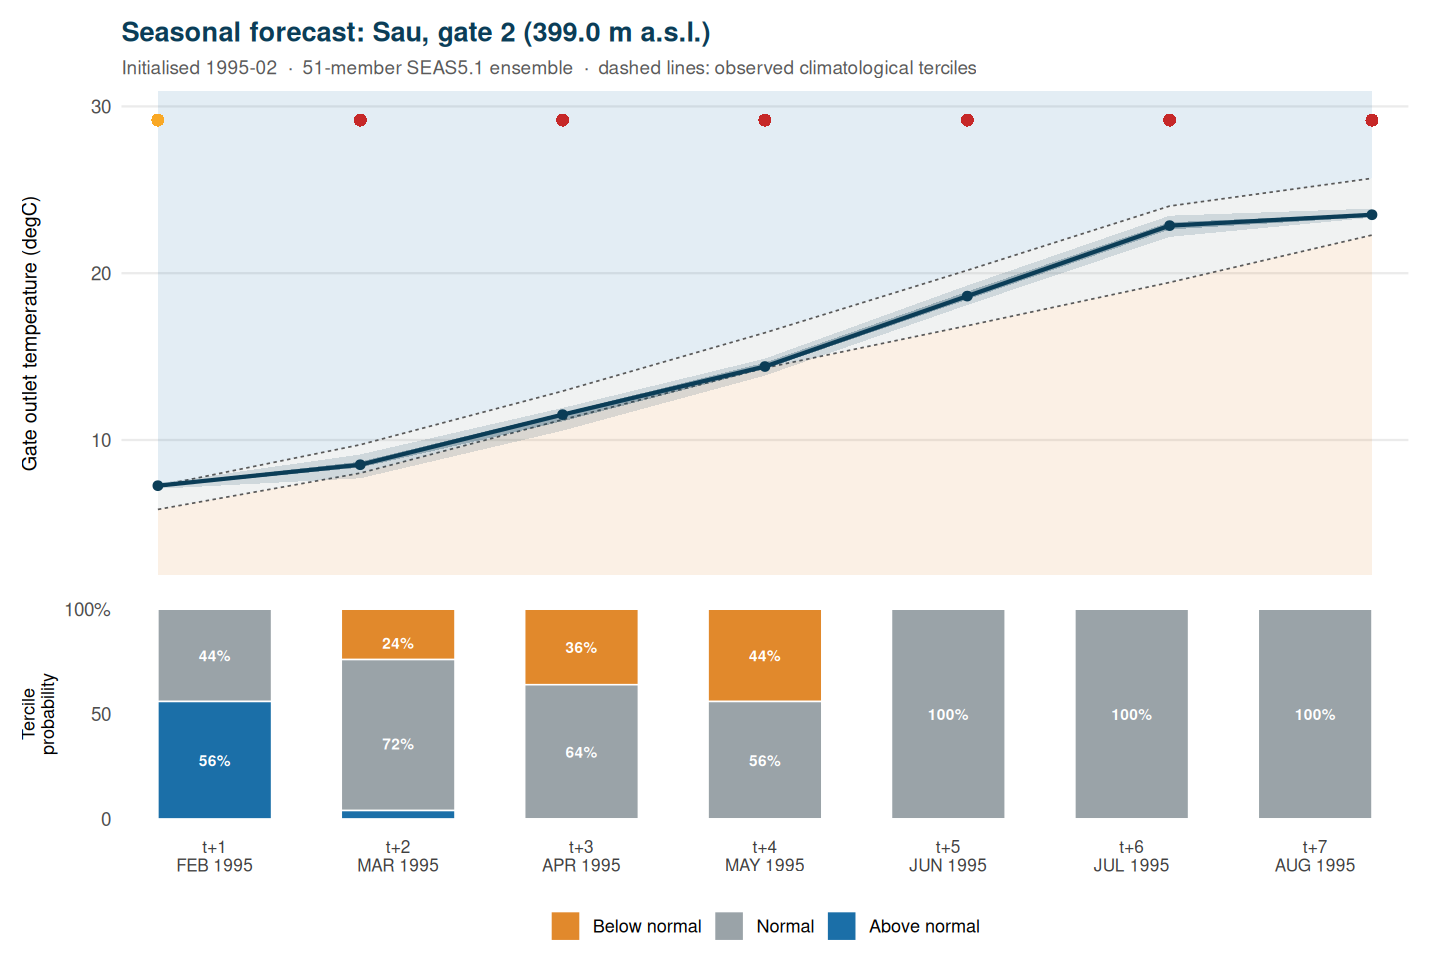 Seasonal forecast: Sau, gate 2 (399.0 m a.s.l.)
Initialised 1995-02 · 51-member SEAS5.1 ensemble · dashed lines: observed climatological terciles
Gate outlet temperature (degC)
30
20
10
Tercile
probability
100%
50
0
44%
56%
24%
72%
36%
64%
44%
56%
100%
100%
100%
t+1
FEB 1995
t+2
MAR 1995
t+3
APR 1995
t+4
MAY 1995
t+5
JUN 1995
t+6
JUL 1995
t+7
AUG 1995
Below normal
Normal
Above normal